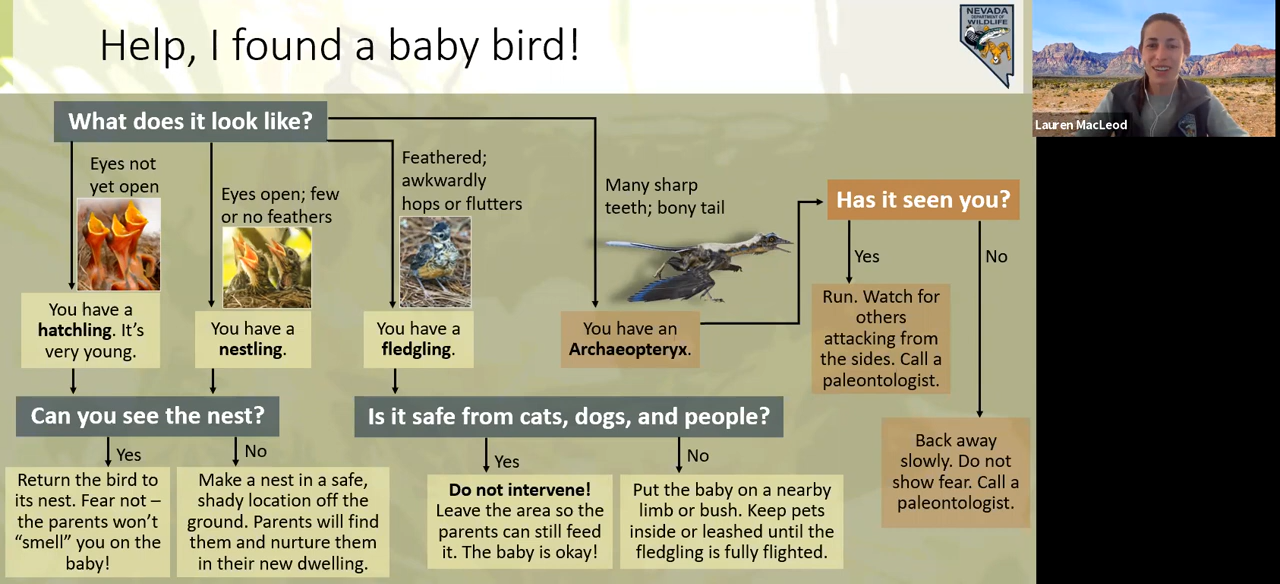 Help, I found a baby bird!
NEVADA
DEPARTMENT OF
WILDLIFE
Lauren MacLeod
What does it look like?
Eyes not
yet open
Eyes open; few
or no feathers
Feathered;
awkwardly
hops or flutters
Many sharp
teeth; bony tail
Has it seen you?
Yes
No
You have a
hatchling. It's
very young.
You have a
nestling.
You have a
fledgling.
You have an
Archaeopteryx.
Run. Watch for
others
attacking from
the sides. Call a
paleontologist.
Back away
slowly. Do not
show fear. Call a
paleontologist.
Can you see the nest?
Yes
No
Return the bird to
its nest. Fear not –
the parents won't
“smell” you on the
baby!
Make a nest in a safe,
shady location off the
ground. Parents will find
them and nurture them
in their new dwelling.
Is it safe from cats, dogs, and people?
Yes
No
Do not intervene!
Leave the area so the
parents can still feed
it. The baby is okay!
Put the baby on a nearby
limb or bush. Keep pets
inside or leashed until the
fledgling is fully flighted.